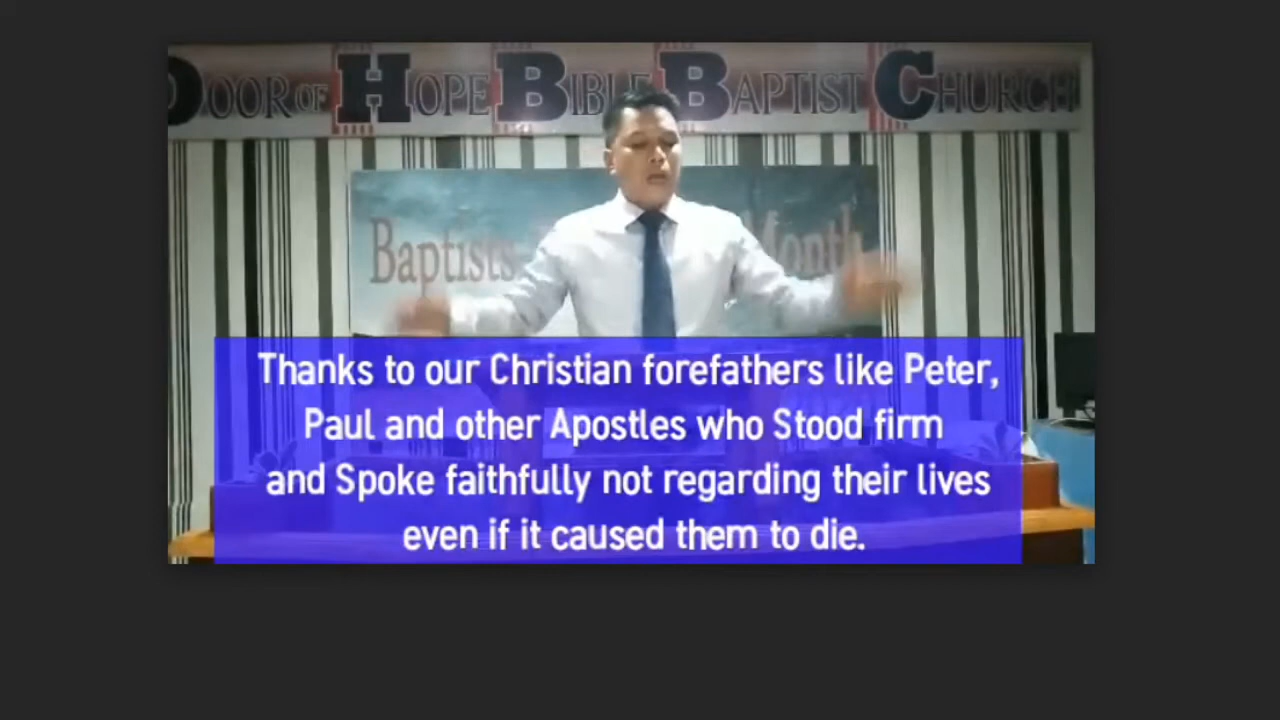 DOOR OF HOPE BIBLE BAPTIST CHURCH
Baptists Month
Thanks to our Christian forefathers like Peter,
Paul and other Apostles who Stood firm
and Spoke faithfully not regarding their lives
even if it caused them to die.